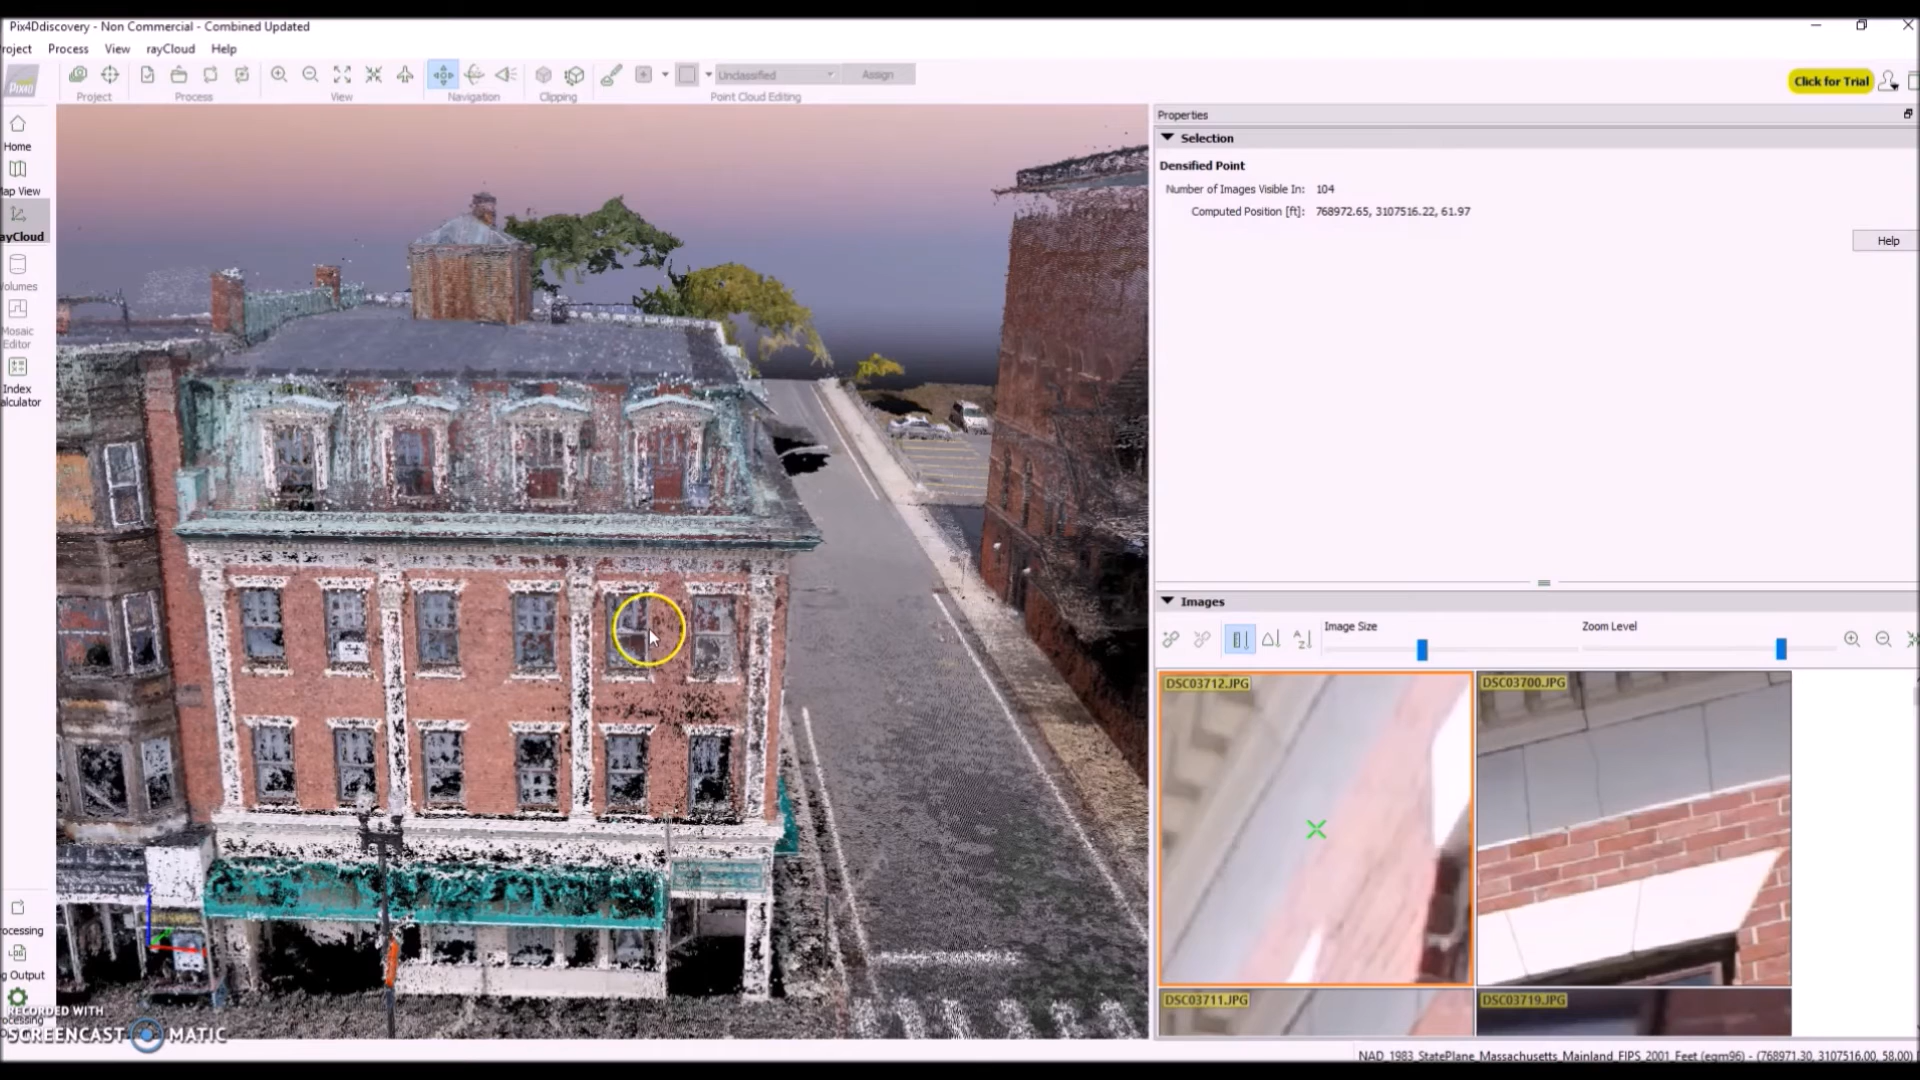 Pix4Ddiscovery - Non Commercial - Combined Updated
roject Process View rayCloud Help
Project Process View Navigation Clipping Point Cloud Editing
Unclassified Assign
Click for Trial
PIX4D
Home
ap View
ayCloud
olumes
Mosaic
Editor
Index
alculator
ocessing
g Output
ocessing
Properties
Selection
Densified Point
Number of Images Visible In: 104
Computed Position [ft]: 768972.65, 3107516.22, 61.97
Help
Images
Image Size Zoom Level
DSC03712.JPG DSC03700.JPG
DSC03711.JPG DSC03719.JPG
RECORDED WITH
SCREENCAST MATIC
NAD_1983_StatePlane_Massachusetts_Mainland_FIPS_2001_Feet (egm96) - (768971.30, 3107516.00, 58.00)